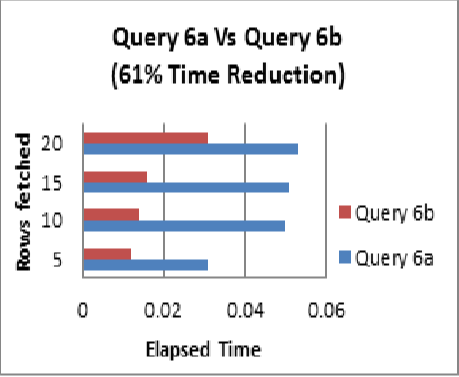 Query 6a Vs Query 6b
(61% Time Reduction)
Rows fetched
20
15
10
5
Query 6b
Query 6a
0 0.02 0.04 0.06
Elapsed Time